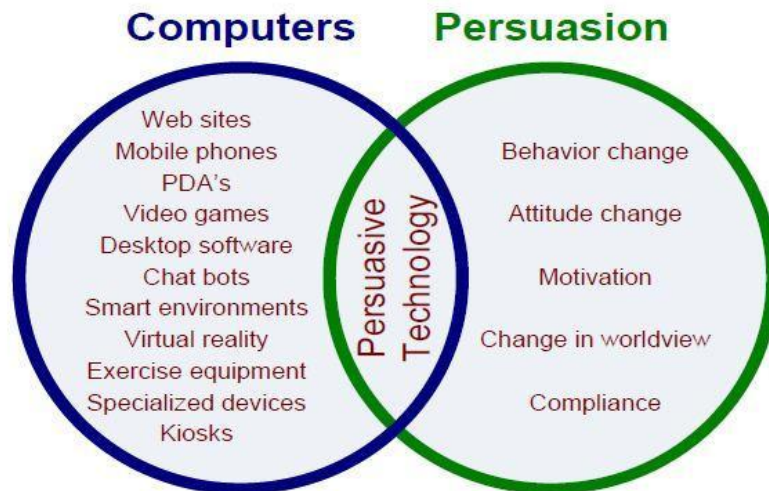 Computers
Persuasion
Web sites
Mobile phones
PDA's
Video games
Desktop software
Chat bots
Smart environments
Virtual reality
Exercise equipment
Specialized devices
Kiosks
Persuasive
Technology
Behavior change
Attitude change
Motivation
Change in worldview
Compliance